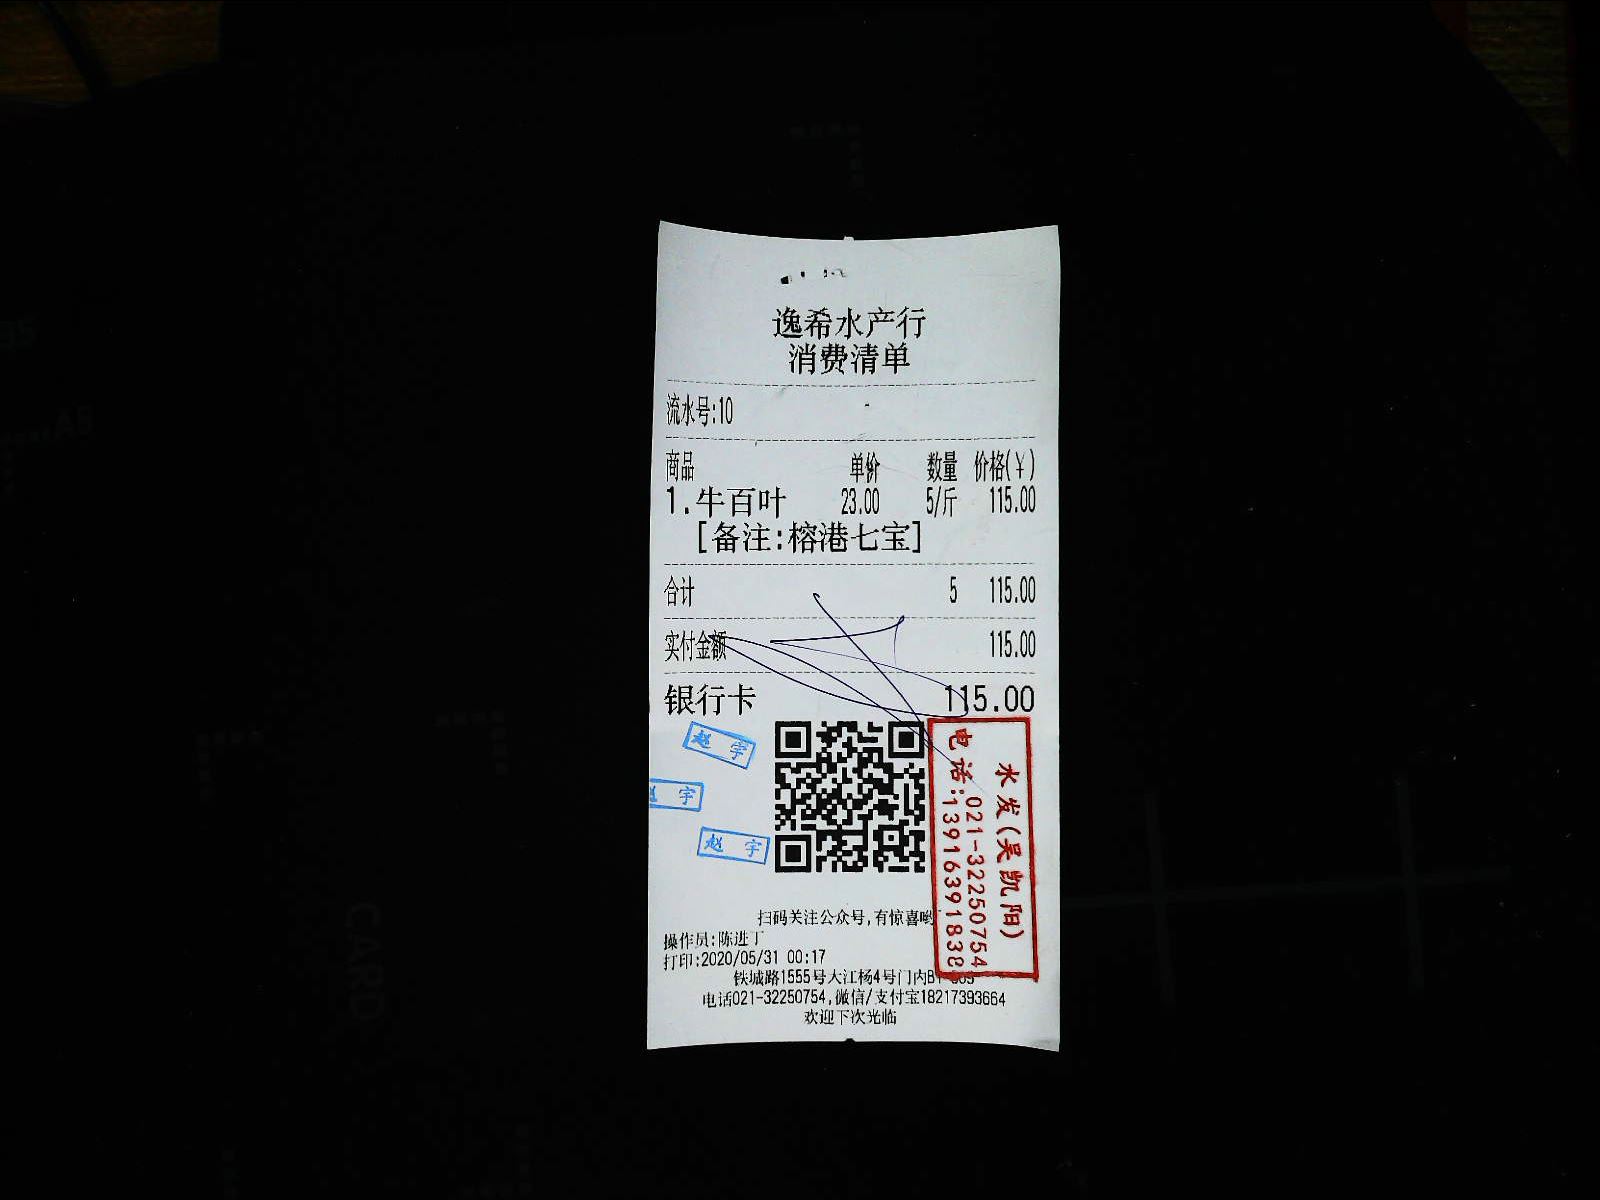 逸希水产行
消费清单
流水号:10
商品 单价 数量 价格(¥)
1.牛百叶 23.00 5/斤 115.00
[备注:榕港七宝]
合计 5 115.00
实付金额 115.00
银行卡 115.00
赵 宇
宇
赵 宇
水发(吴凯阳)
021-32250754
电话:13916391838
扫码关注公众号,有惊喜哟
操作员:陈进丁
打印:2020/05/31 00:17
铁城路1555号大江杨4号门内
电话021-32250754,微信/支付宝18217393664
欢迎下次光临
CARD
A5